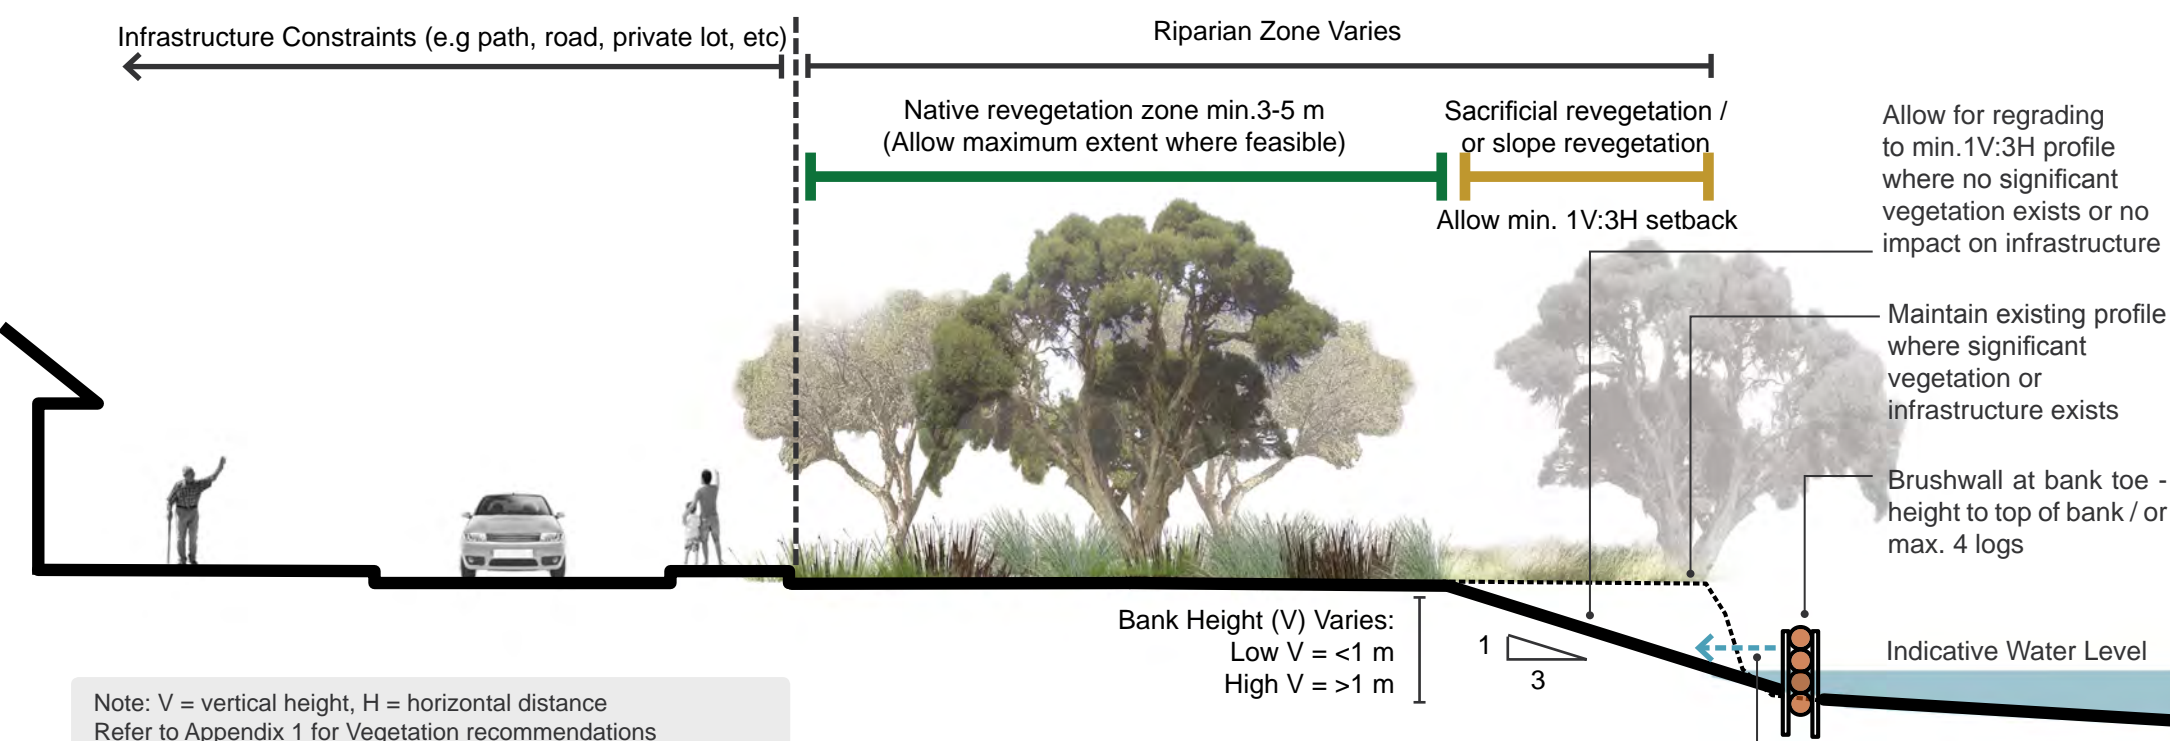 Infrastructure Constraints (e.g path, road, private lot, etc)
Riparian Zone Varies
Native revegetation zone min.3-5 m
(Allow maximum extent where feasible)
Sacrificial revegetation /
or slope revegetation
Allow min. 1V:3H setback
Allow for regrading
to min.1V:3H profile
where no significant
vegetation exists or no
impact on infrastructure
Maintain existing profile
where significant
vegetation or
infrastructure exists
Brushwall at bank toe -
height to top of bank / or
max. 4 logs
Bank Height (V) Varies:
Low V = <1 m
High V = >1 m
1
3
Indicative Water Level
Note: V = vertical height, H = horizontal distance
Refer to Appendix 1 for Vegetation recommendations